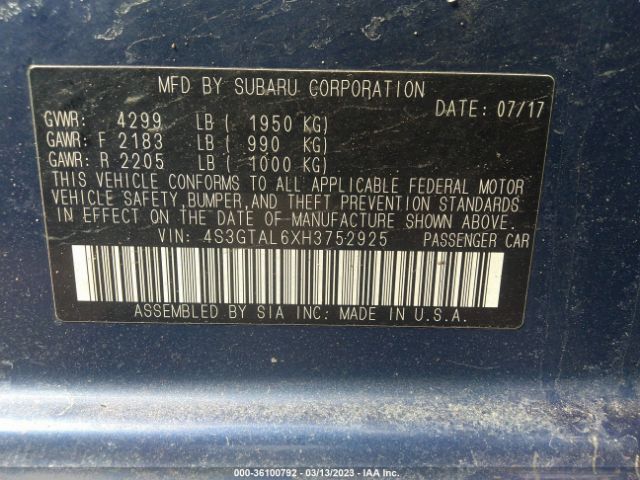 MFD BY SUBARU CORPORATION
DATE: 07/17
GVWR: 4299 LB ( 1950 KG)
GAWR: F 2183 LB ( 990 KG)
GAWR: R 2205 LB ( 1000 KG)
THIS VEHICLE CONFORMS TO ALL APPLICABLE FEDERAL MOTOR
VEHICLE SAFETY, BUMPER, AND THEFT PREVENTION STANDARDS
IN EFFECT ON THE DATE OF MANUFACTURE SHOWN ABOVE.
VIN: 4S3GTAL6XH3752925 PASSENGER CAR
ASSEMBLED BY SIA INC: MADE IN U.S.A.
000-36100792 - 03/13/2023 - IAA Inc.